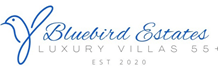 Bluebird Estates
LUXURY VILLAS 55+
EST 2020